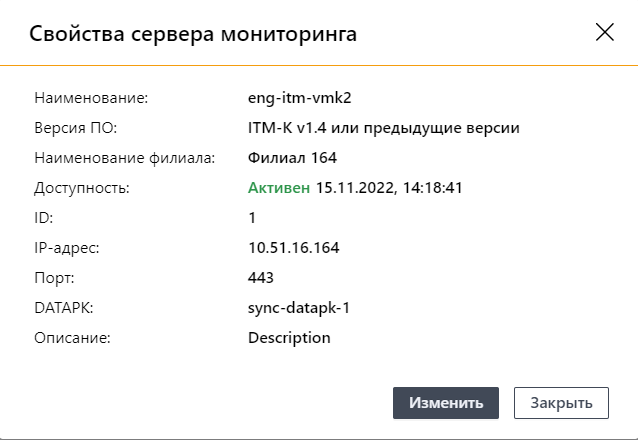 Свойства сервера мониторинга
Наименование: eng-itm-vmk2
Версия ПО: ITM-K v1.4 или предыдущие версии
Наименование филиала: Филиал 164
Доступность: Активен 15.11.2022, 14:18:41
ID: 1
IP-адрес: 10.51.16.164
Порт: 443
DATAPK: sync-datapk-1
Описание: Description
Изменить Закрыть